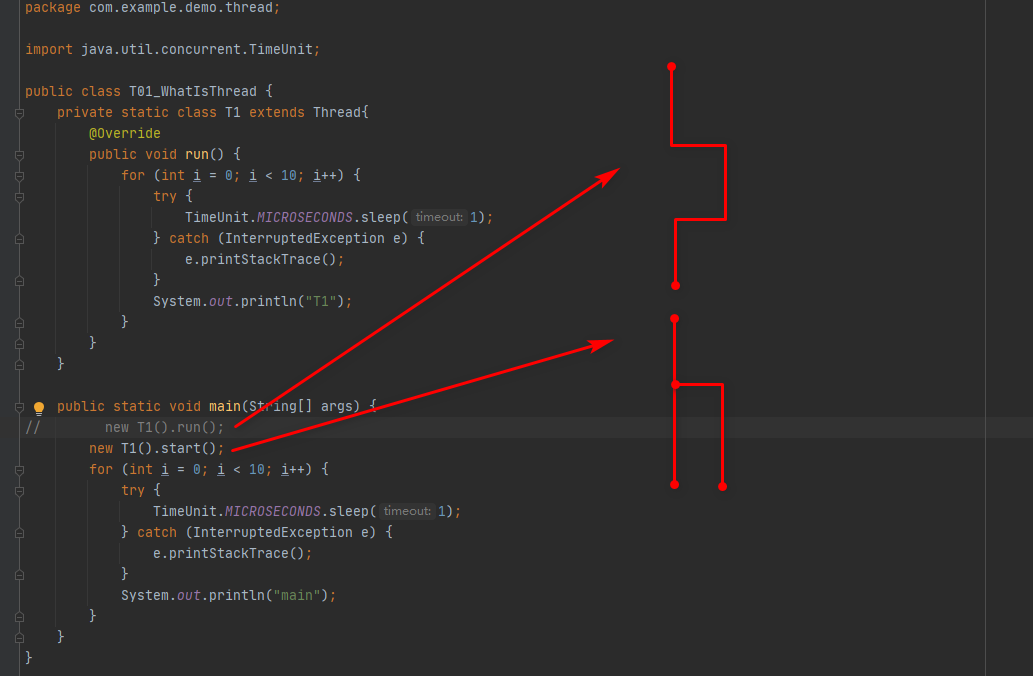 package com.example.demo.thread;
import java.util.concurrent.TimeUnit;
public class T01_WhatIsThread {
private static class T1 extends Thread{
@Override
public void run() {
for (int i = 0; i < 10; i++) {
try {
TimeUnit.MICROSECONDS.sleep( timeout: 1);
} catch (InterruptedException e) {
e.printStackTrace();
}
System.out.println("T1");
}
}
}
public static void main(String[] args) {
// new T1().run();
new T1().start();
for (int i = 0; i < 10; i++) {
try {
TimeUnit.MICROSECONDS.sleep( timeout: 1);
} catch (InterruptedException e) {
e.printStackTrace();
}
System.out.println("main");
}
}
}